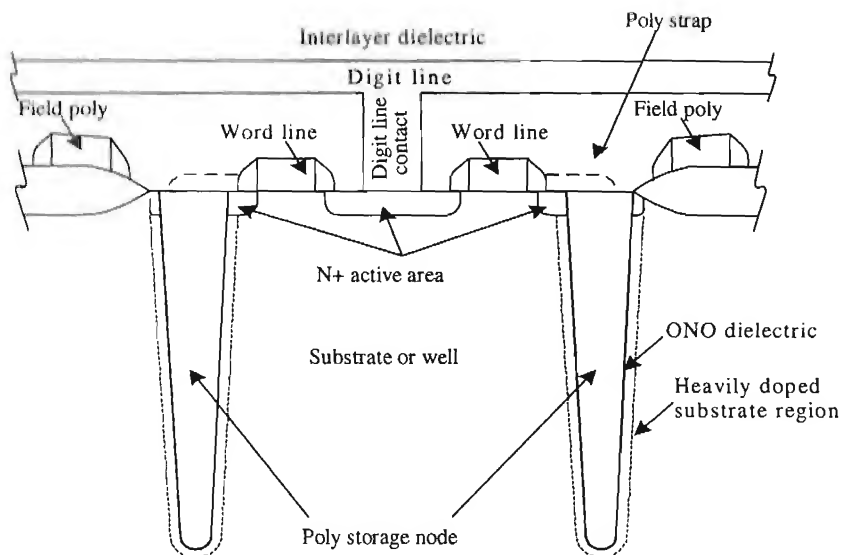 Poly strap
Interlayer dielectric
Digit line
Field poly
Word line
Digit line
contact
Word line
Field poly
N+ active area
Substrate or well
ONO dielectric
Heavily doped
substrate region
Poly storage node